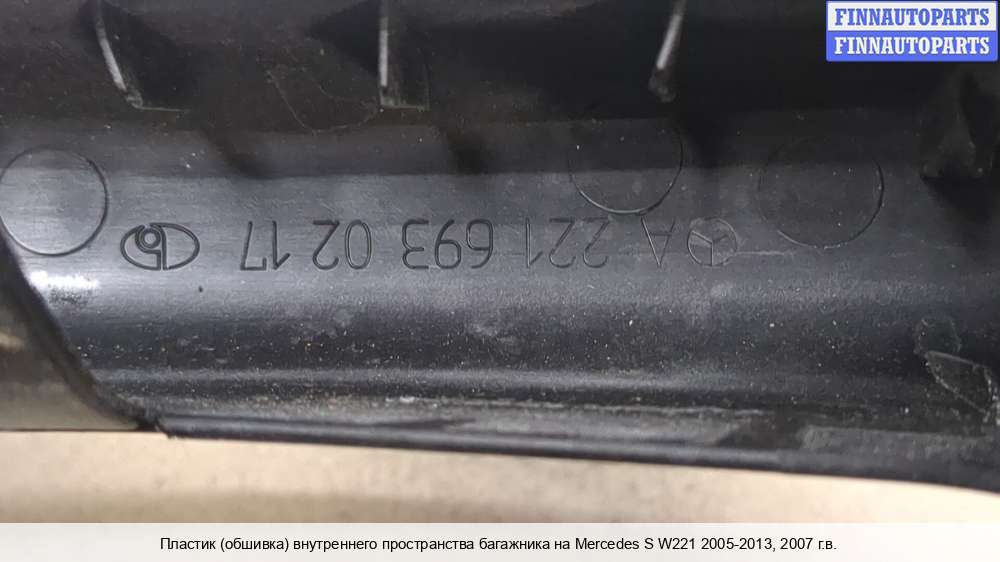 FINNAUTOPARTS
FINNAUTOPARTS
A 221 693 02 17
Пластик (обшивка) внутреннего пространства багажника на Mercedes S W221 2005-2013, 2007 г.в.